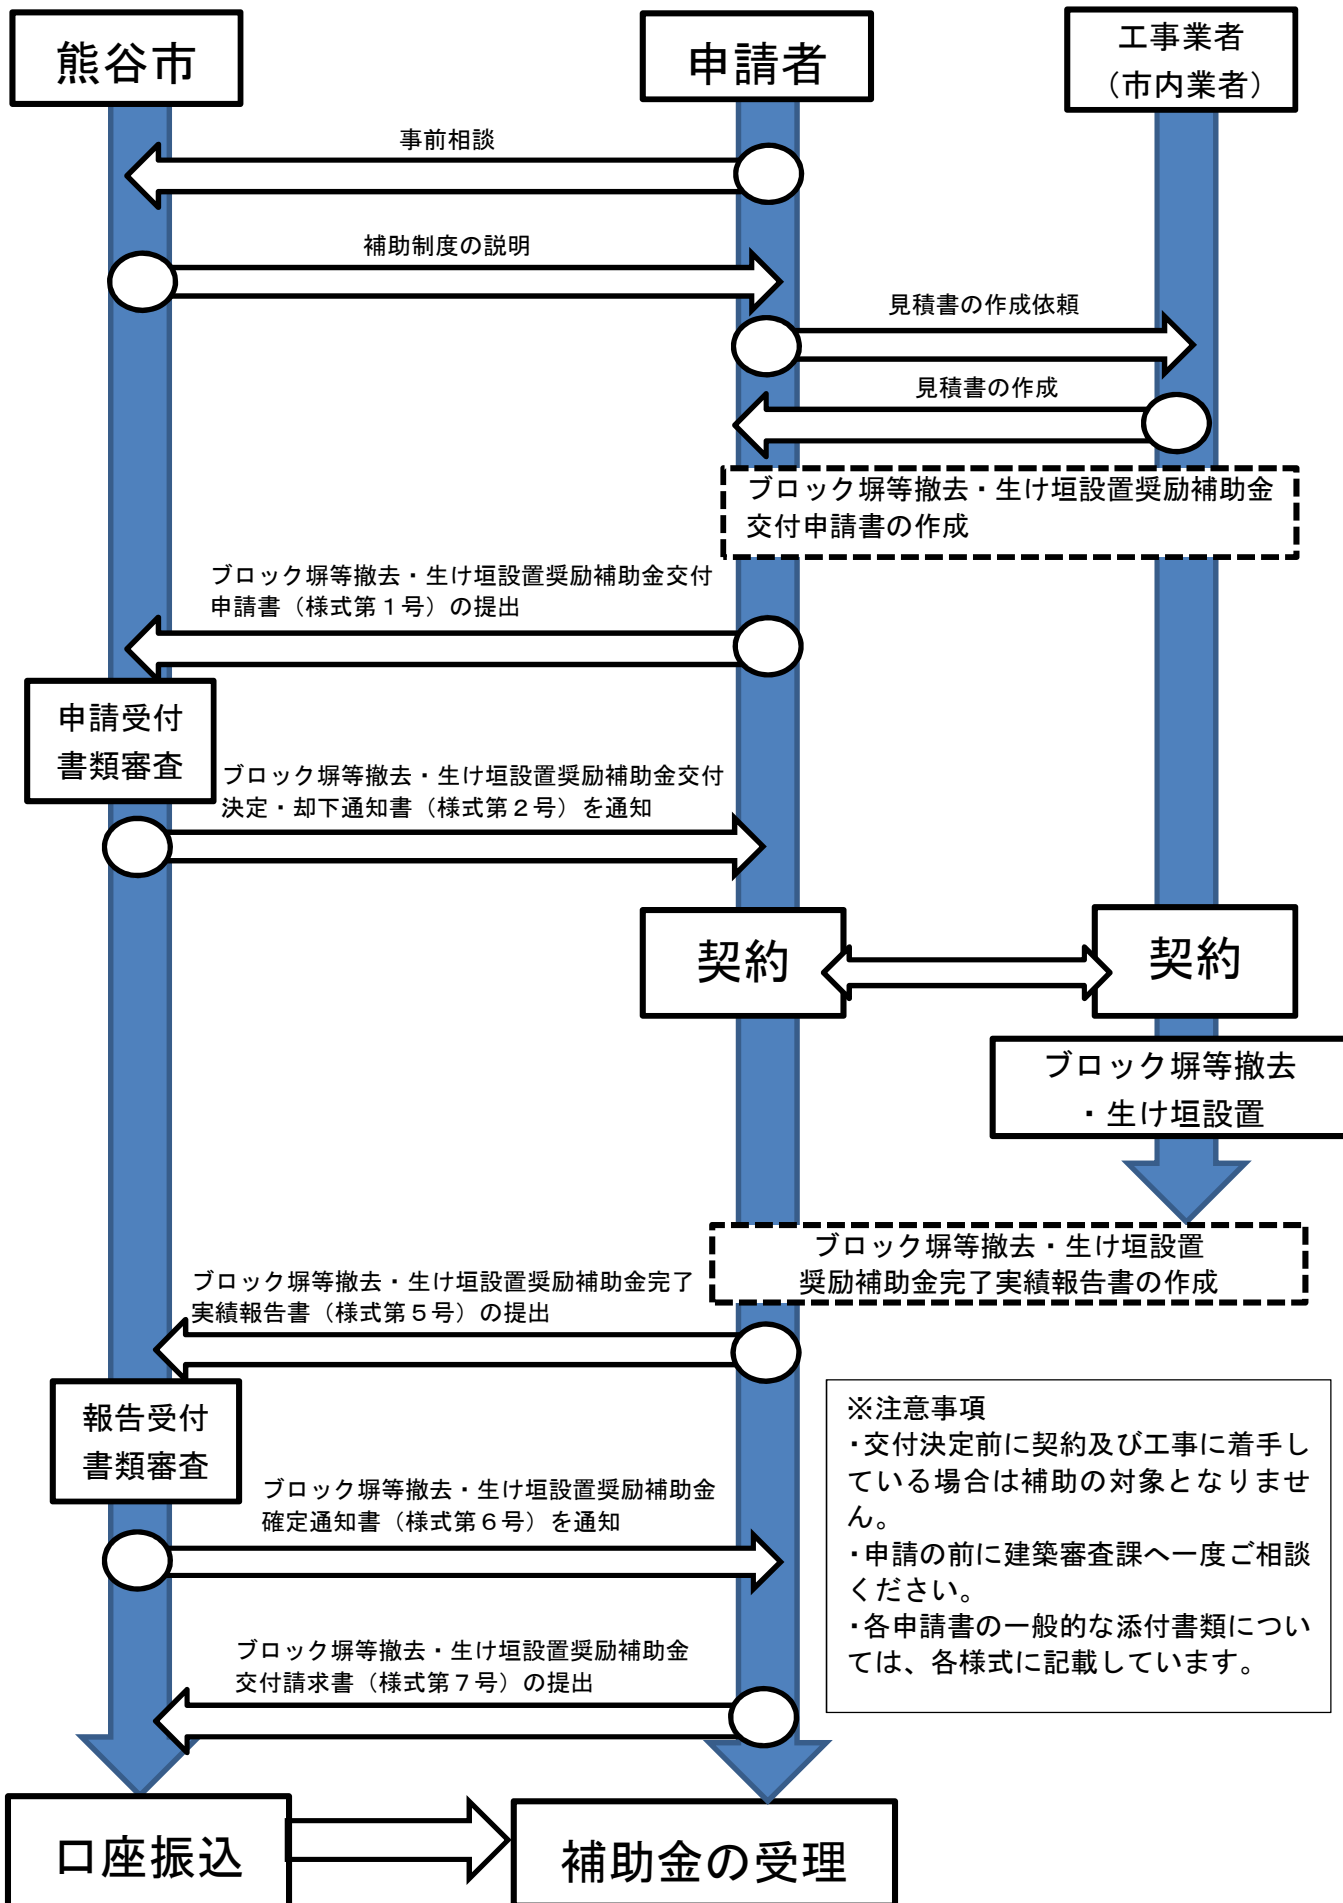 熊谷市
申請者
工事業者
（市内業者）
事前相談
補助制度の説明
見積書の作成依頼
見積書の作成
ブロック塀等撤去・生け垣設置奨励補助金
交付申請書の作成
ブロック塀等撤去・生け垣設置奨励補助金交付
申請書（様式第１号）の提出
申請受付
書類審査
ブロック塀等撤去・生け垣設置奨励補助金交付
決定・却下通知書（様式第２号）を通知
契約
契約
ブロック塀等撤去
・生け垣設置
ブロック塀等撤去・生け垣設置
奨励補助金完了実績報告書の作成
ブロック塀等撤去・生け垣設置奨励補助金完了
実績報告書（様式第５号）の提出
報告受付
書類審査
※注意事項
・交付決定前に契約及び工事に着手し
ている場合は補助の対象となりませ
ん。
・申請の前に建築審査課へ一度ご相談
ください。
・各申請書の一般的な添付書類につい
ては、各様式に記載しています。
ブロック塀等撤去・生け垣設置奨励補助金
確定通知書（様式第６号）を通知
ブロック塀等撤去・生け垣設置奨励補助金
交付請求書（様式第７号）の提出
口座振込
補助金の受理